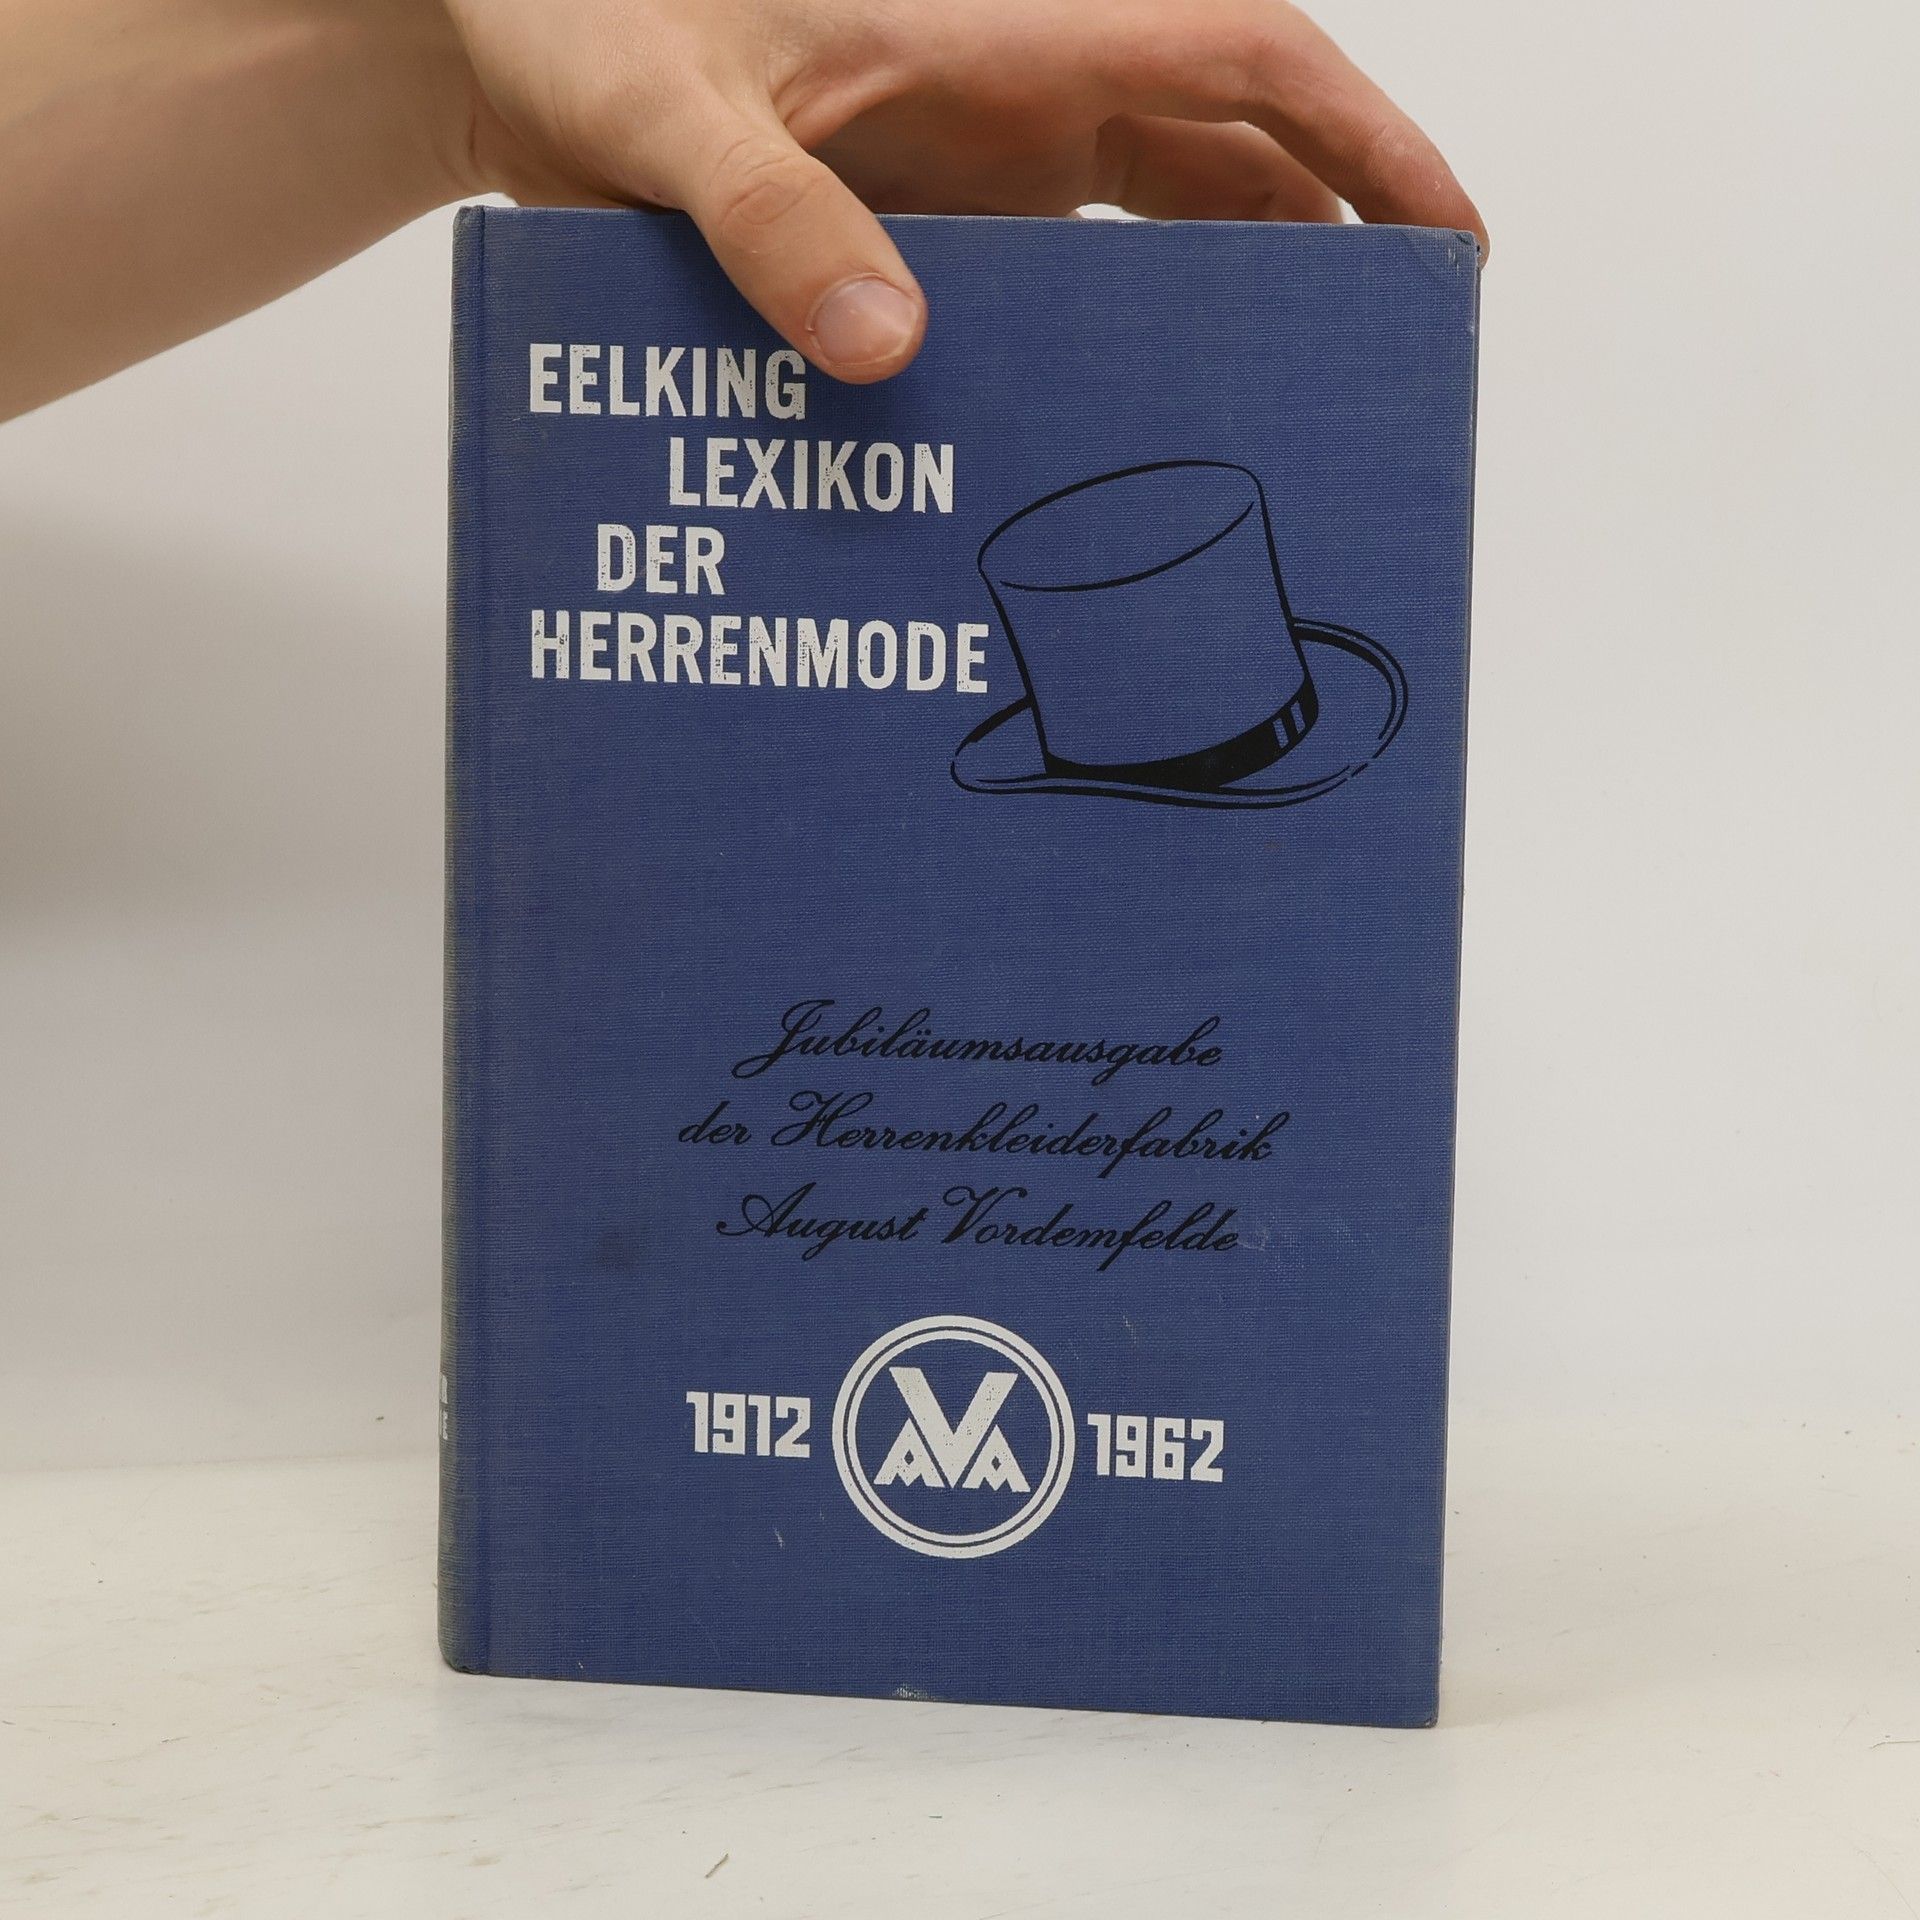 EELKING
LEXIKON
DER
HERRENMODE
Jubiläumsausgabe
der Herrenkleiderfabrik
August Vordemfelde
1912 AVA 1962